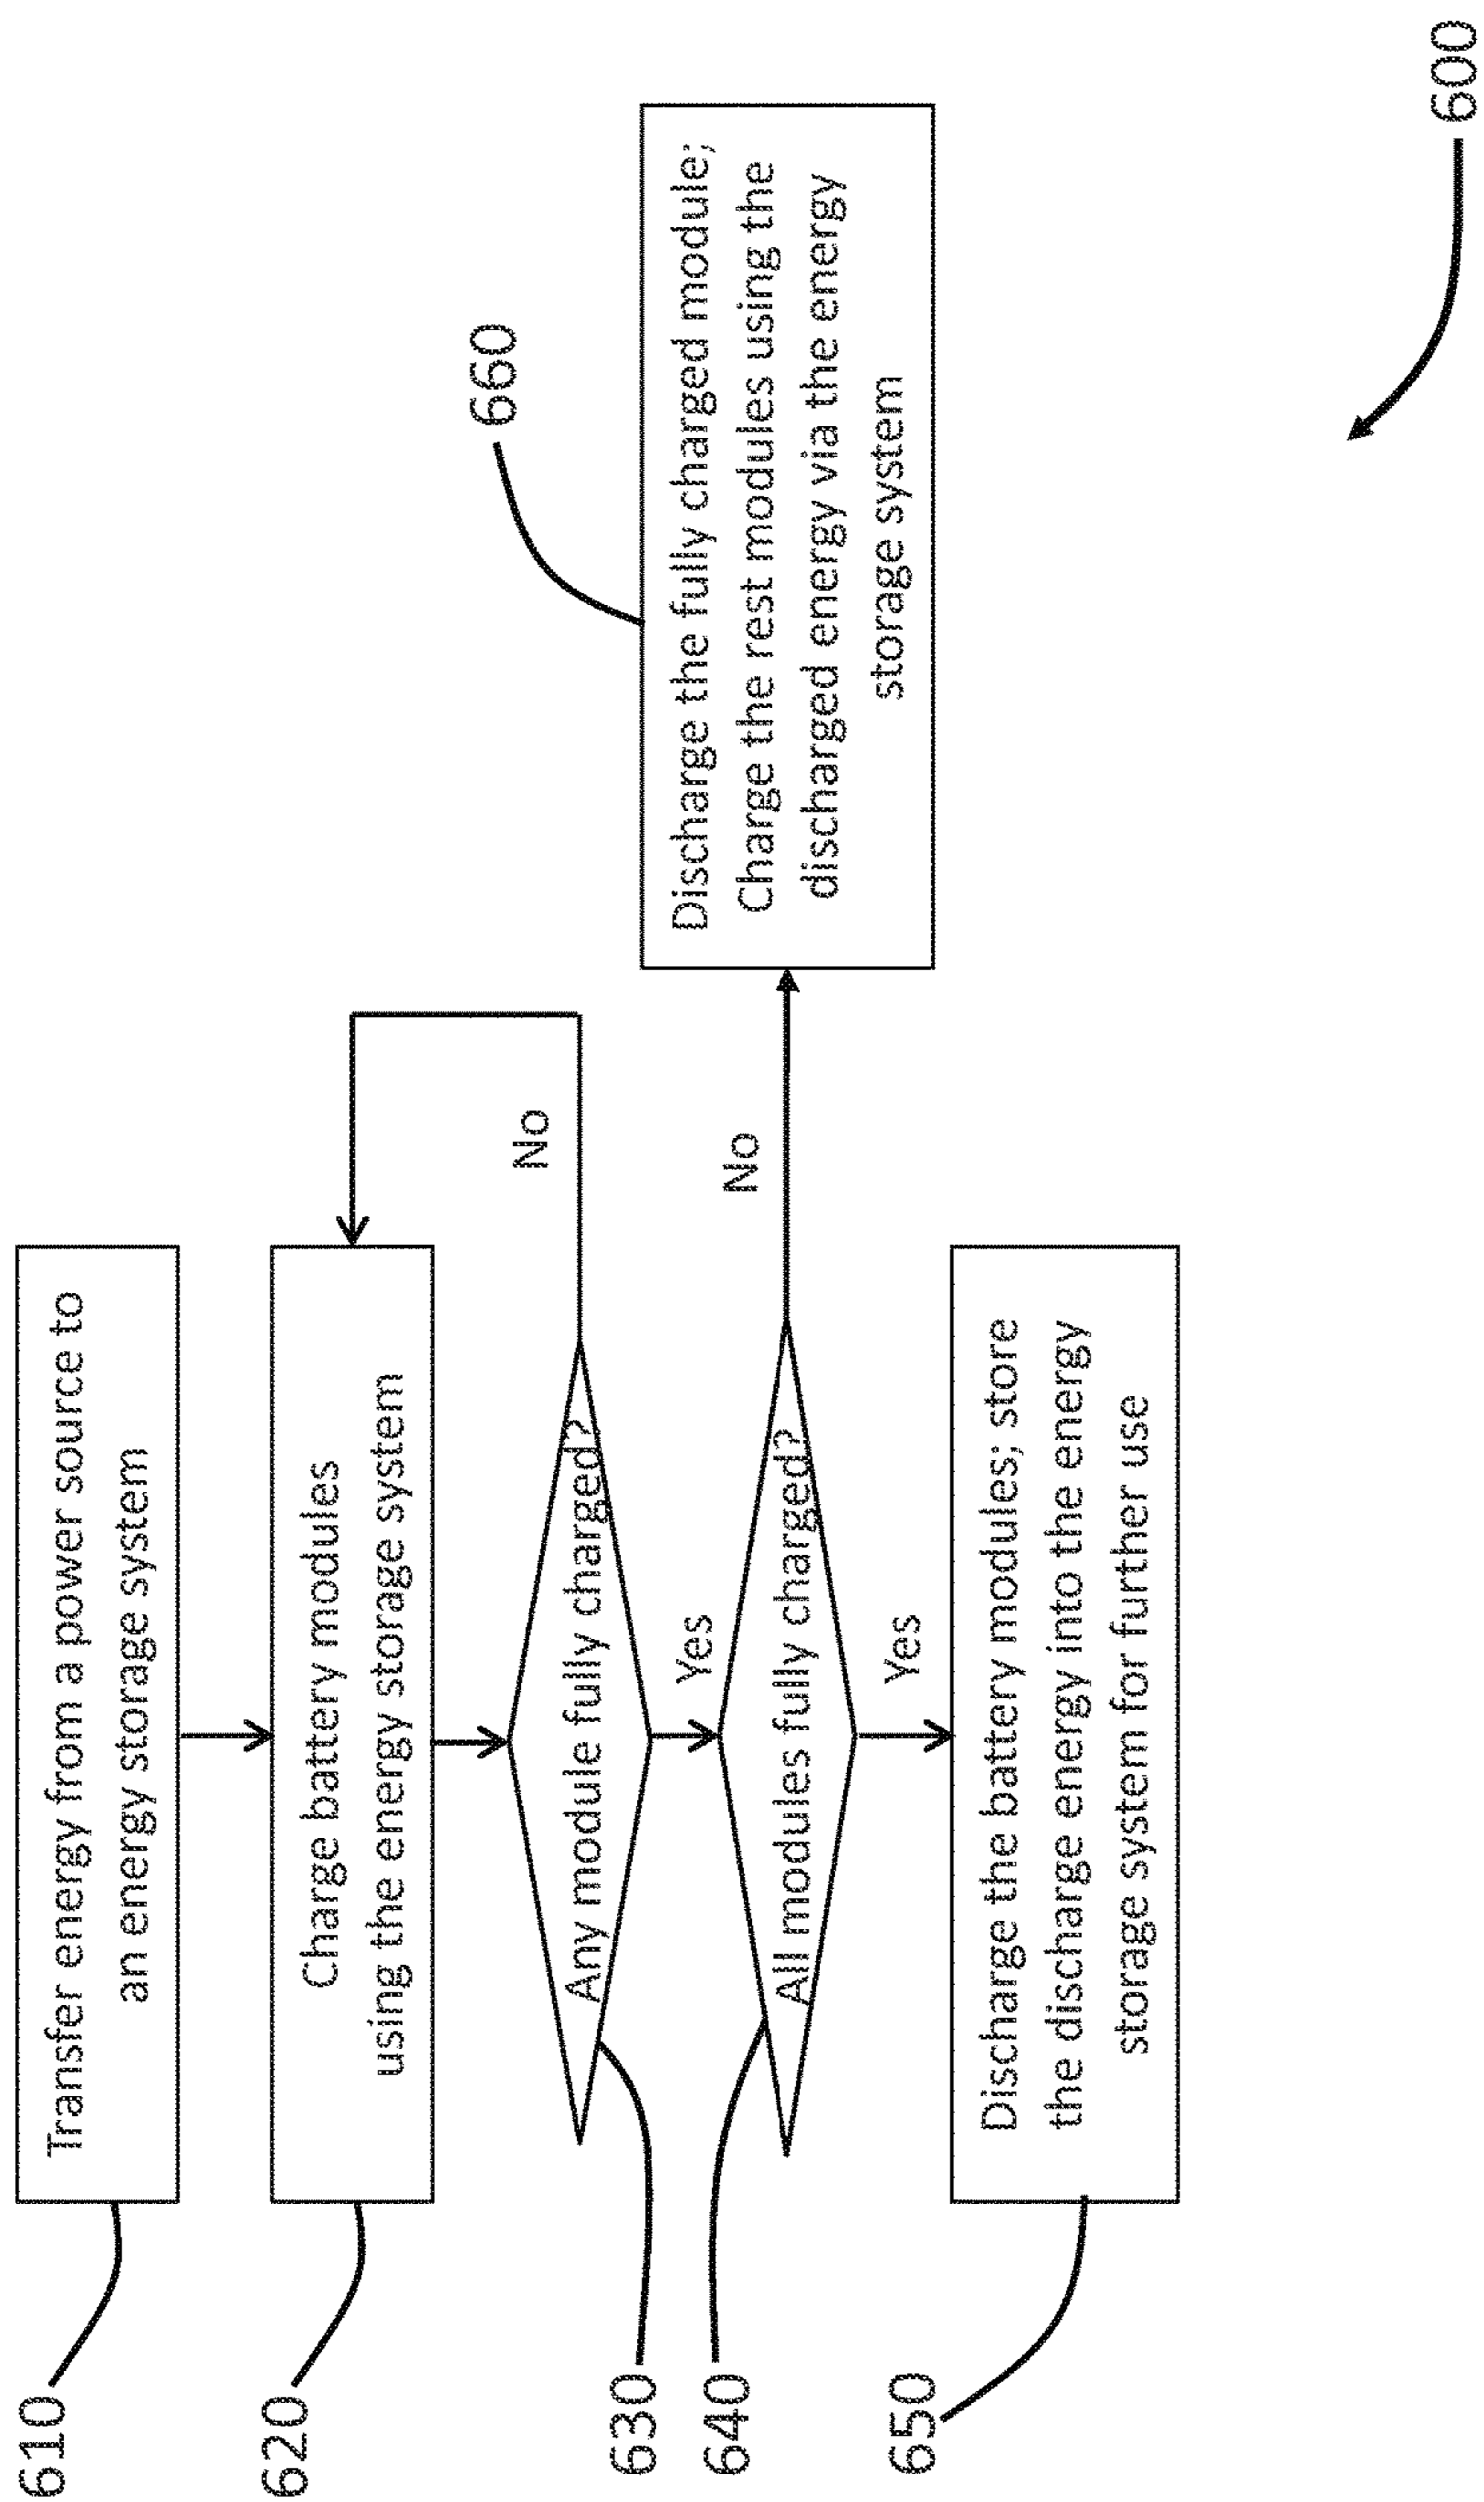 610
Transfer energy from a power source to
an energy storage system
620
Charge battery modules
using the energy storage system
No
630
Any module fully charged?
Yes
660
Discharge the fully charged module;
Charge the rest modules using the
discharged energy via the energy
storage system
No
640
All modules fully charged?
Yes
650
Discharge the battery modules; store
the discharge energy into the energy
storage system for further use
600